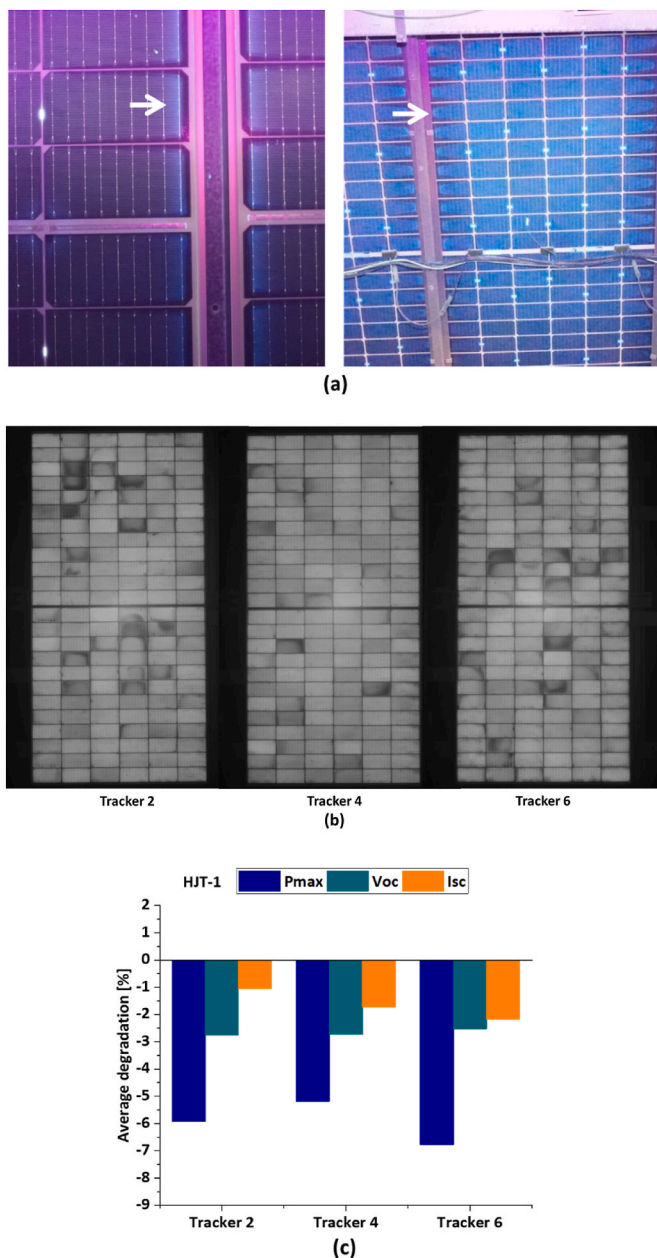 (a)
Tracker 2 Tracker 4 Tracker 6
(b)
HJT-1 Pmax Voc Isc
2
1
0
-1
-2
-3
-4
-5
-6
-7
-8
-9
Average degradation [%]
Tracker 2 Tracker 4 Tracker 6
(c)